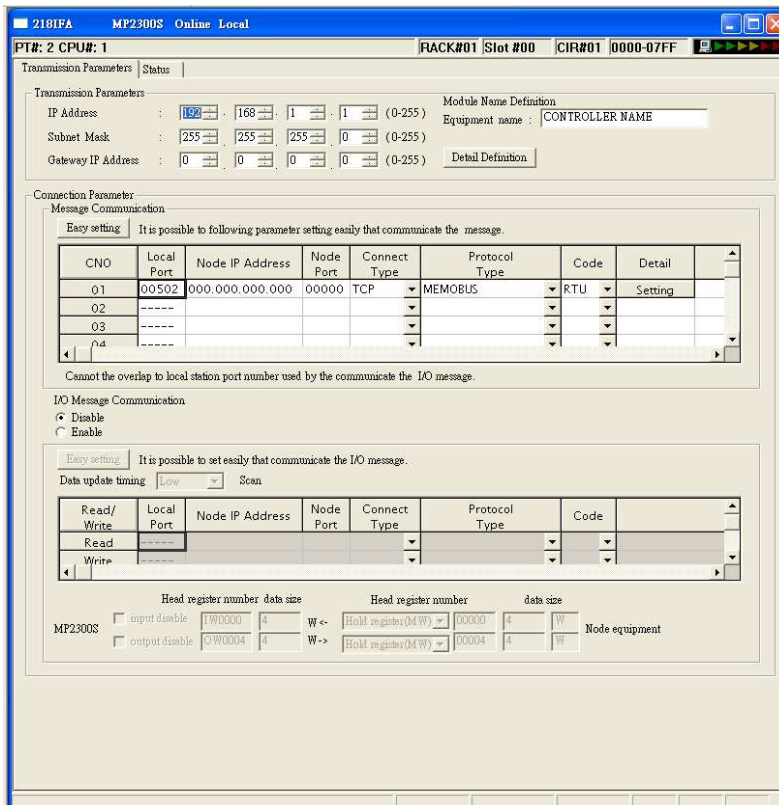 218IFA MP2300S Online Local
PT#: 2 CPU#: 1 RACK#01 Slot #00 CIR#01 0000-07FF
Transmission Parameters Status
Transmission Parameters
IP Address : 192 . 168 . 1 . 1 (0-255)
Subnet Mask : 255 . 255 . 255 . 0 (0-255)
Gateway IP Address : 0 . 0 . 0 . 0 (0-255)
Module Name Definition
Equipment name : CONTROLLER NAME
Detail Definition
Connection Parameter
Message Communication
Easy setting It is possible to following parameter setting easily that communicate the message.
CNO Local Port Node IP Address Node Port Connect Type Protocol Type Code Detail
01 00502 000.000.000.000 00000 TCP MEMOBUS RTU Setting
02 -----
03 -----
04 -----
Cannot the overlap to local station port number used by the communicate the I/O message.
I/O Message Communication
Disable
Enable
Easy setting It is possible to set easily that communicate the I/O message.
Data update timing Low Scan
Read/Write Local Port Node IP Address Node Port Connect Type Protocol Type Code
Read -----
Write -----
Head register number data size Head register number data size
MP2300S input disable IW0000 4 W<- Hold register(MW) 00000 4 W Node equipment
output disable OW0004 4 W-> Hold register(MW) 00004 4 W